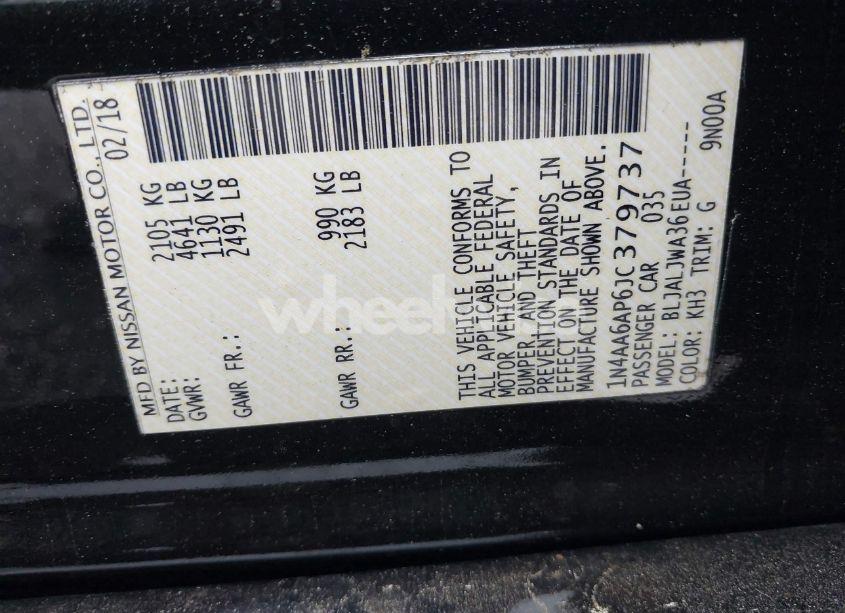 MFD BY NISSAN MOTOR CO., LTD.
DATE: 02/18
GVWR: 2105 KG
4641 LB
GAWR FR.: 1130 KG
2491 LB
GAWR RR.: 990 KG
2183 LB
THIS VEHICLE CONFORMS TO
ALL APPLICABLE FEDERAL
MOTOR VEHICLE SAFETY,
BUMPER, AND THEFT
PREVENTION STANDARDS IN
EFFECT ON THE DATE OF
MANUFACTURE SHOWN ABOVE.
1N4AA6AP6JC379737
PASSENGER CAR 035
MODEL: BLJALJWA36EUA-----
COLOR: KH3 TRIM: G 9N00A